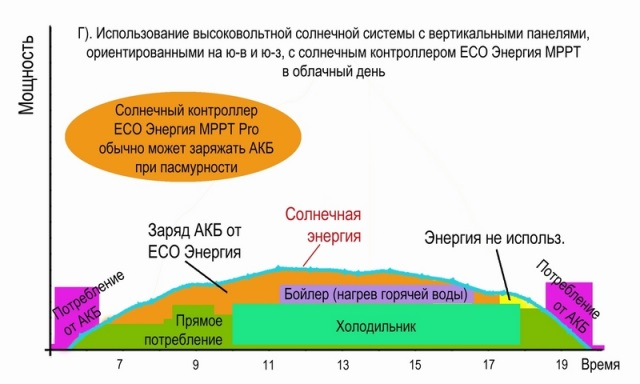 Г). Использование высоковольтной солнечной системы с вертикальными панелями,
ориентированными на ю-в и ю-з, с солнечным контроллером ECO Энергия МРРТ
в облачный день
Мощность
Солнечный контроллер
ECO Энергия MPPT Pro
обычно может заряжать АКБ
при пасмурности
Солнечная
энергия
Заряд АКБ от
ECO Энергия
Энергия не использ.
Потребление
от АКБ
Потребление
от АКБ
Бойлер (нагрев горячей воды)
Прямое
потребление
Холодильник
7 9 11 13 15 17 19 Время